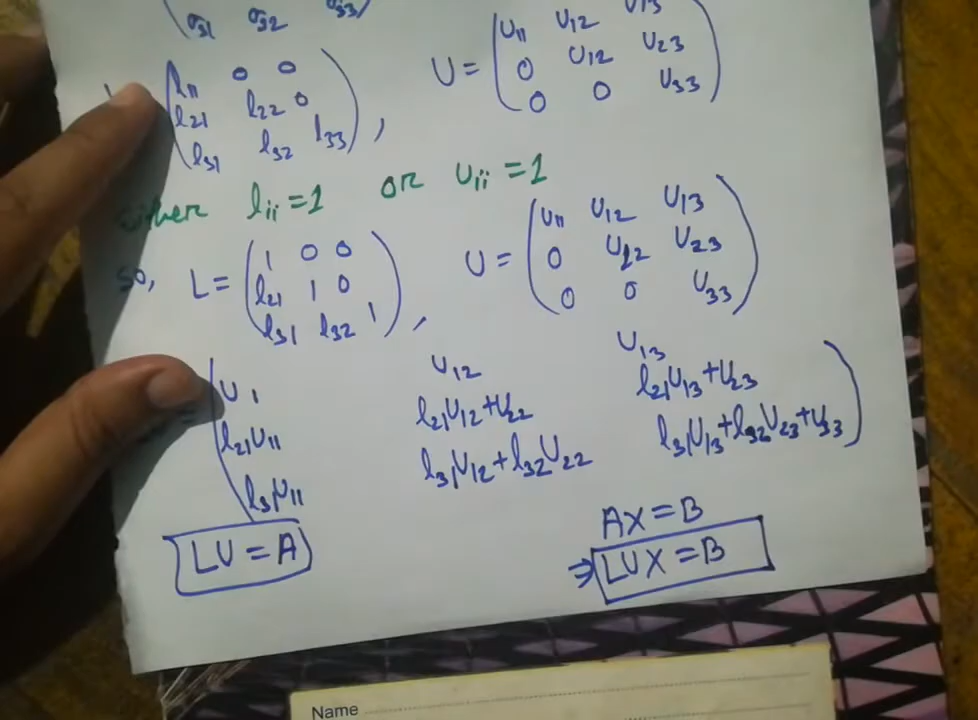 a31 a32 a33
l11 0 0 U11 U12 U13
l21 l22 0 , U = 0 U12 U23
l31 l32 l33 0 0 U33
either lii = 1 or Uii = 1
so, L = 1 0 0 , U = U11 U12 U13
l21 1 0 0 U22 U23
l31 l32 1 0 0 U33
U1 U12 U13
l21U11 l21U12+U22 l21U13+U23
l31U11 l31U12+l32U22 l31U13+l32U23+U33
AX = B
LU = A ⇒ LUX = B
Name